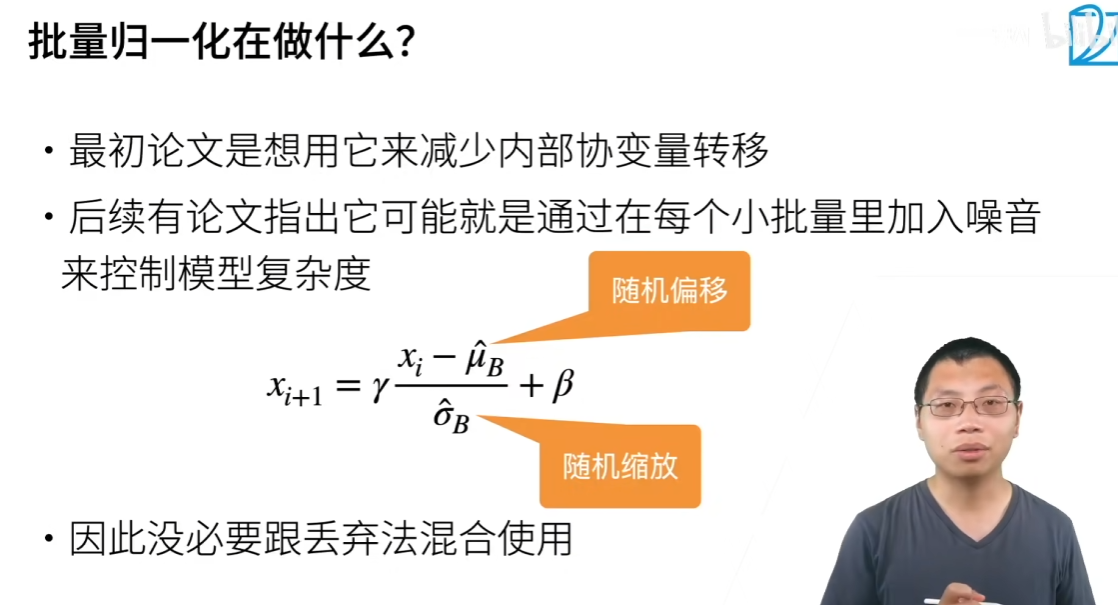 批量归一化在做什么？
• 最初论文是想用它来减少内部协变量转移
• 后续有论文指出它可能就是通过在每个小批量里加入噪音
来控制模型复杂度
随机偏移
x_{i+1} = γ \frac{x_i - \hat{μ}_B}{\hat{σ}_B} + β
随机缩放
• 因此没必要跟丢弃法混合使用